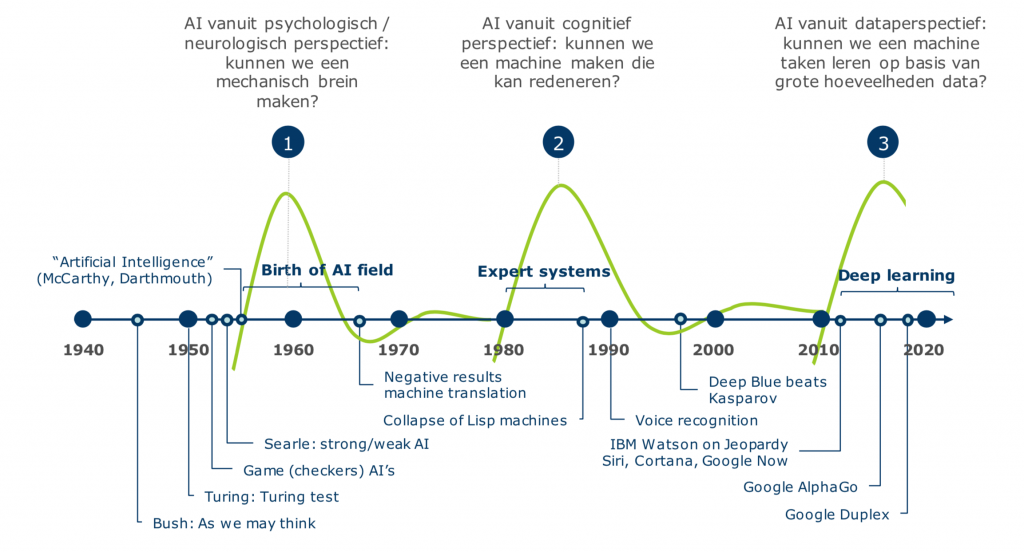 AI vanuit psychologisch /
neurologisch perspectief:
kunnen we een
mechanisch brein
maken?
AI vanuit cognitief
perspectief: kunnen we
een machine maken die
kan redeneren?
AI vanuit dataperspectief:
kunnen we een machine
taken leren op basis van
grote hoeveelheden data?
1
2
3
“Artificial Intelligence”
(McCarthy, Darthmouth)
Birth of AI field
Expert systems
Deep learning
1940
1950
1960
1970
1980
1990
2000
2010
2020
Negative results
machine translation
Deep Blue beats
Kasparov
Collapse of Lisp machines
Voice recognition
Searle: strong/weak AI
IBM Watson on Jeopardy
Siri, Cortana, Google Now
Game (checkers) AI’s
Google AlphaGo
Turing: Turing test
Google Duplex
Bush: As we may think